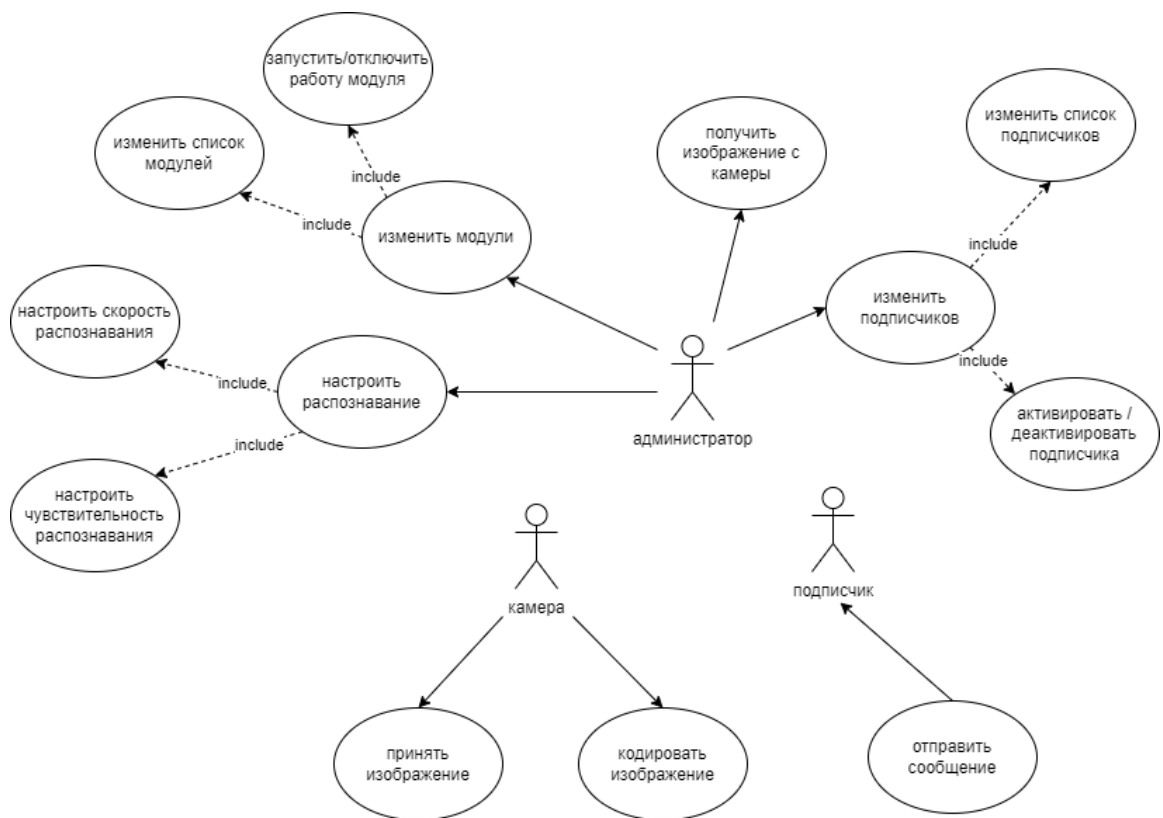 запустить/отключить
работу модуля
изменить список
модулей
include
include
изменить модули
получить
изображение с
камеры
изменить список
подписчиков
include
изменить
подписчиков
include
активировать /
деактивировать
подписчика
настроить скорость
распознавания
include
настроить
распознавание
include
настроить
чувствительность
распознавания
администратор
камера
подписчик
принять
изображение
кодировать
изображение
отправить
сообщение